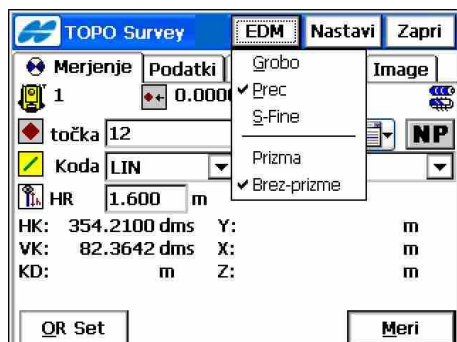 TOPO Survey EDM Nastavi Zapri
Merjenje Podatki Image
Grobo
Prec
S-Fine
Prizma
Brez-prizme
1 0.000
točka 12 NP
Koda LIN
HR 1.600 m
HK: 354.2100 dms Y: m
VK: 82.3642 dms X: m
KD: m Z: m
OR Set Meri